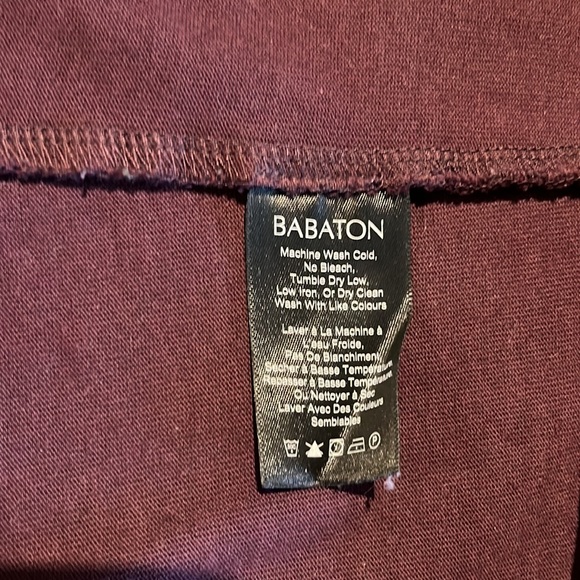 BABATON
Machine Wash Cold,
No Bleach,
Tumble Dry Low,
Low Iron, Or Dry Clean
Wash With Like Colours
Laver à La Machine à
L'eau Froide,
Pas De Blanchiment,
Sécher à Basse Température
Repasser à Basse Température
Ou Nettoyer à Sec
Laver Avec Des Couleurs
Semblables
P